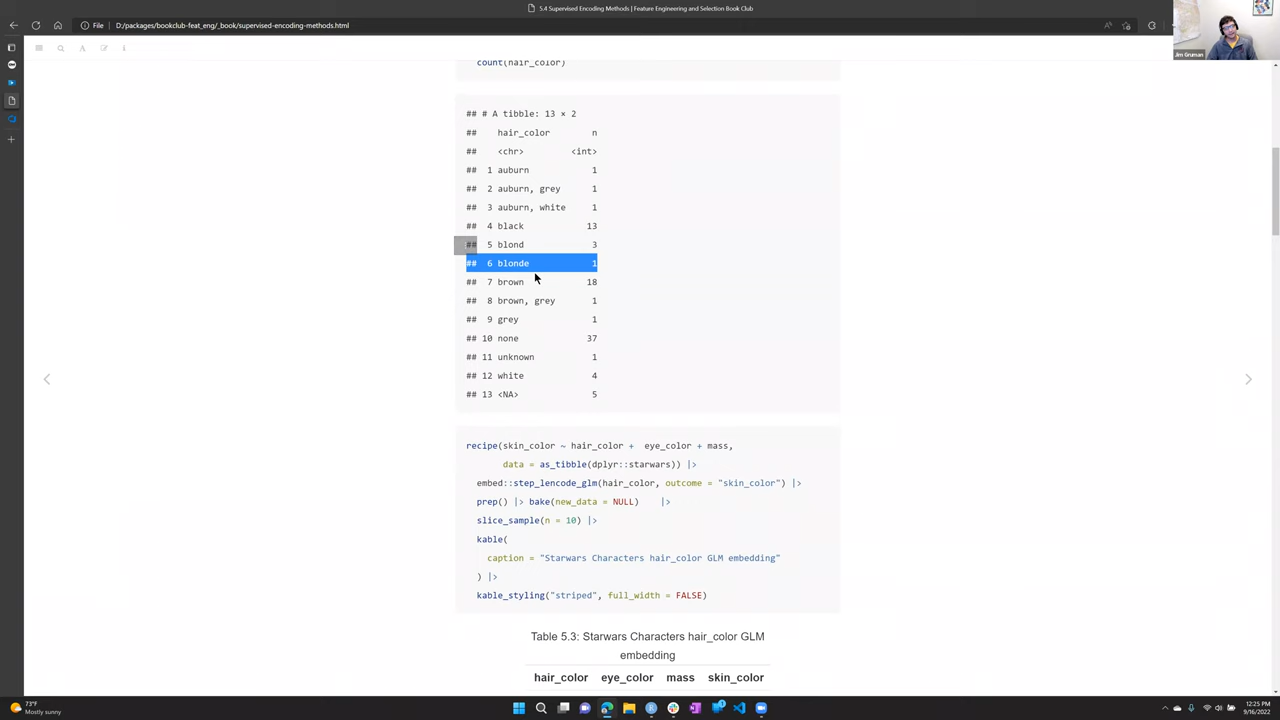 5.4 Supervised Encoding Methods | Feature Engineering and Selection Book Club
File D:/packages/bookclub-feat_eng/_book/supervised-encoding-methods.html
Jim Gruman
count(hair_color)
## # A tibble: 13 × 2
## hair_color n
## <chr> <int>
## 1 auburn 1
## 2 auburn, grey 1
## 3 auburn, white 1
## 4 black 13
## 5 blond 3
## 6 blonde 1
## 7 brown 18
## 8 brown, grey 1
## 9 grey 1
## 10 none 37
## 11 unknown 1
## 12 white 4
## 13 <NA> 5
recipe(skin_color ~ hair_color + eye_color + mass,
data = as_tibble(dplyr::starwars)) |>
embed::step_lencode_glm(hair_color, outcome = "skin_color") |>
prep() |> bake(new_data = NULL) |>
slice_sample(n = 10) |>
kable(
caption = "Starwars Characters hair_color GLM embedding"
) |>
kable_styling("striped", full_width = FALSE)
Table 5.3: Starwars Characters hair_color GLM
embedding
hair_color eye_color mass skin_color
73°F
Mostly sunny
12:25 PM
9/16/2022